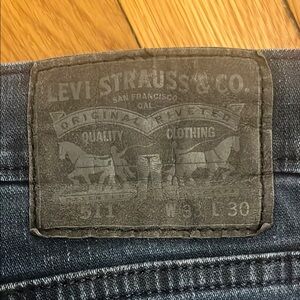 LEVI STRAUSS & CO.
SAN FRANCISCO
CAL
ORIGINAL RIVETED
QUALITY CLOTHING
511 W L 30